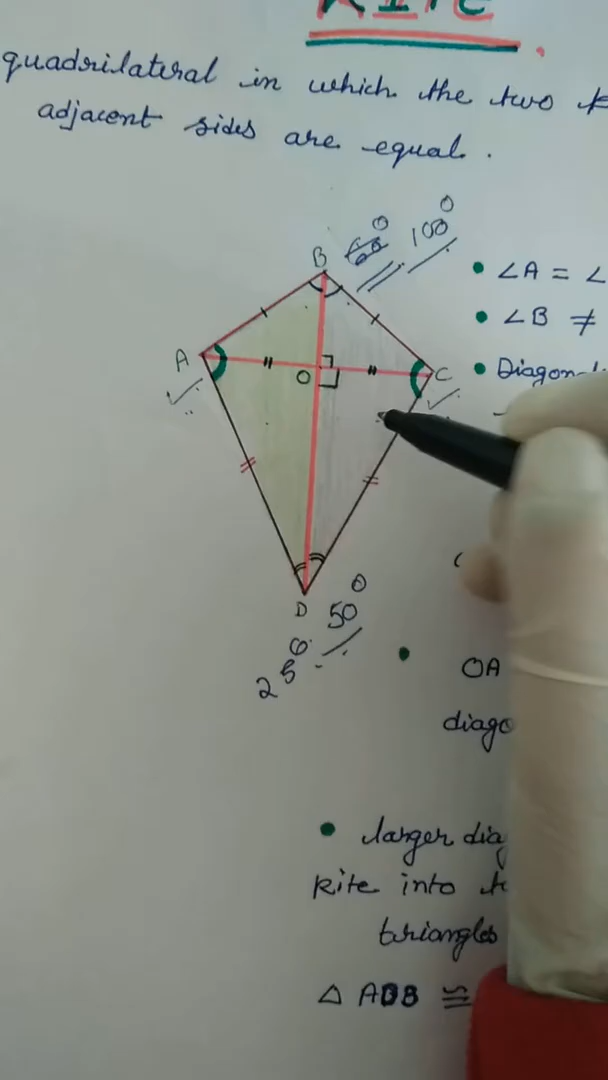 KITE
quadrilateral in which the two
adjacent sides are equal.
B 100°
∠A = ∠
∠B ≠
A
O
C
D 50°
25°
OA
diago
larger dia
kite into
triangles
△ ADB ≅